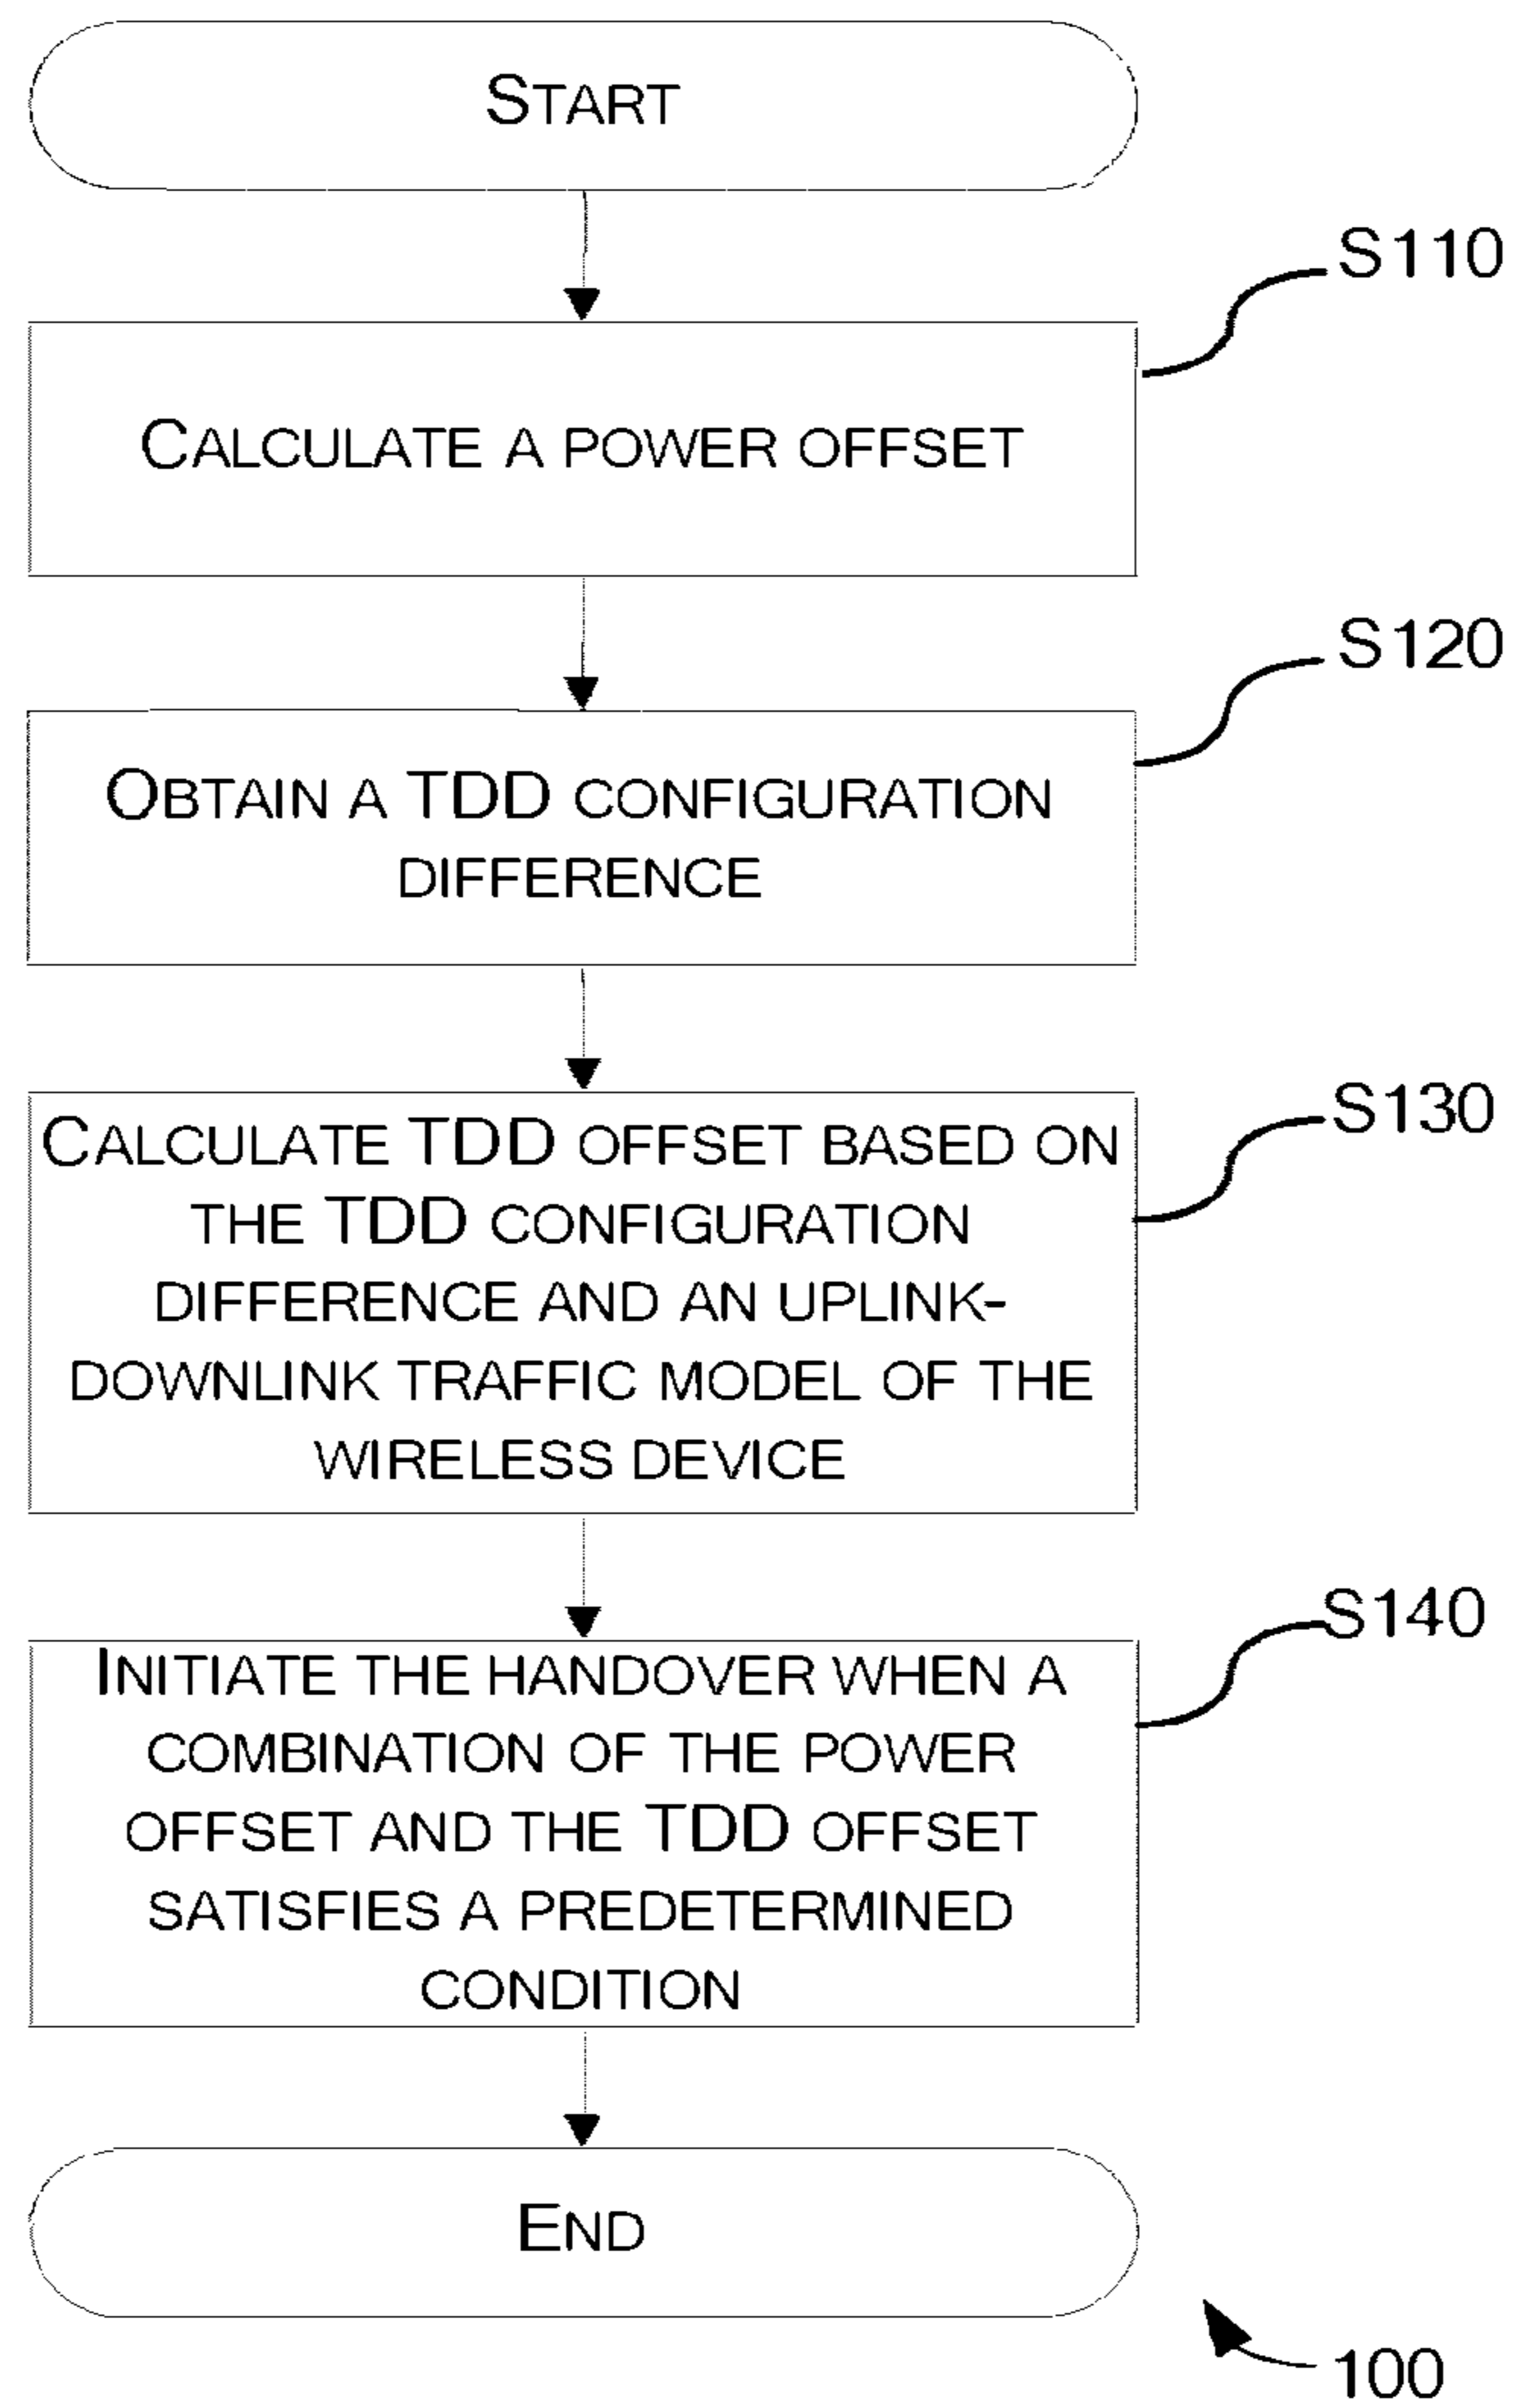 START
S110
CALCULATE A POWER OFFSET
S120
OBTAIN A TDD CONFIGURATION
DIFFERENCE
S130
CALCULATE TDD OFFSET BASED ON
THE TDD CONFIGURATION
DIFFERENCE AND AN UPLINK-
DOWNLINK TRAFFIC MODEL OF THE
WIRELESS DEVICE
S140
INITIATE THE HANDOVER WHEN A
COMBINATION OF THE POWER
OFFSET AND THE TDD OFFSET
SATISFIES A PREDETERMINED
CONDITION
END
100